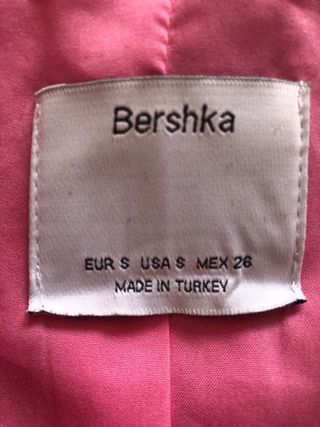 Bershka
EUR S USA S MEX 26
MADE IN TURKEY